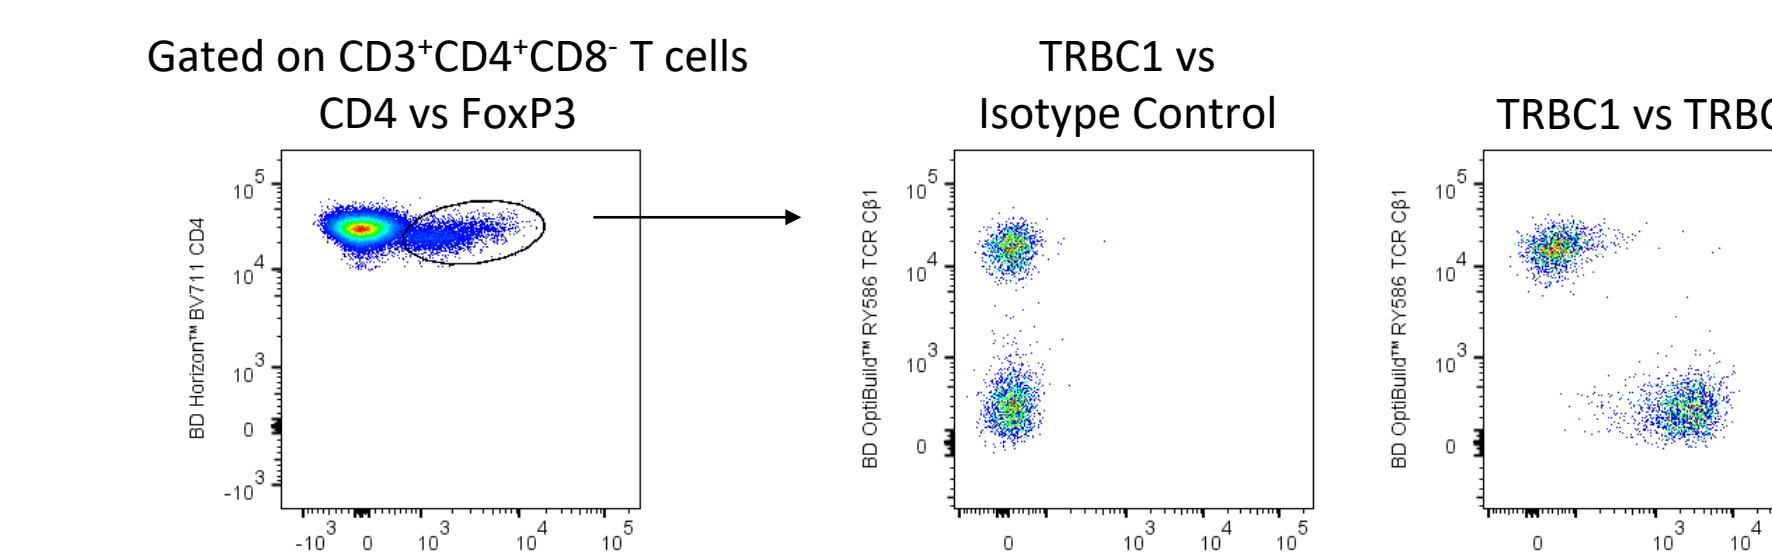 Gated on CD3⁺CD4⁺CD8⁻ T cells
CD4 vs FoxP3
TRBC1 vs
Isotype Control
TRBC1 vs TRBC
BD Horizon™ BV711 CD4
10⁵
10⁴
10³
0
-10³
-10³ 0 10³ 10⁴ 10⁵
BD OptiBuild™ RY586 TCR Cβ1
10⁵
10⁴
10³
0
0 10³ 10⁴ 10⁵
BD OptiBuild™ RY586 TCR Cβ1
10⁵
10⁴
10³
0
0 10³ 10⁴